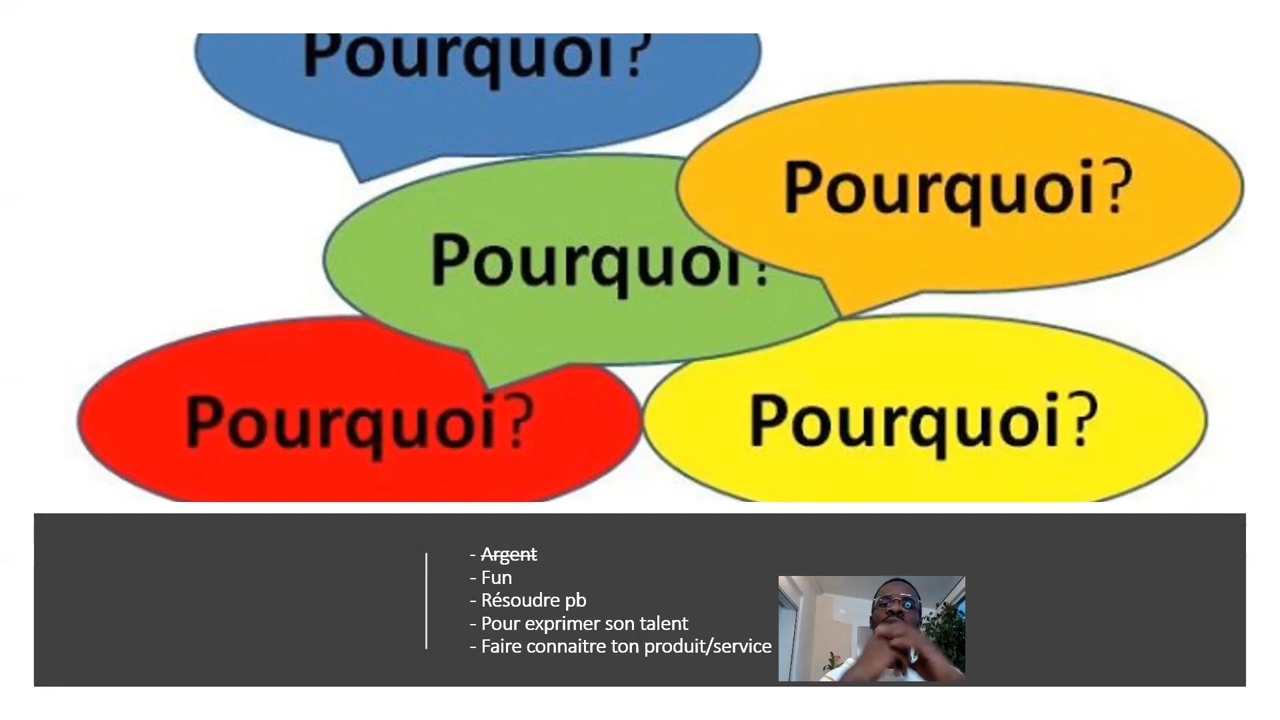 Pourquoi?
Pourquoi?
Pourquoi?
Pourquoi?
Pourquoi?
- Argent
- Fun
- Résoudre pb
- Pour exprimer son talent
- Faire connaitre ton produit/service